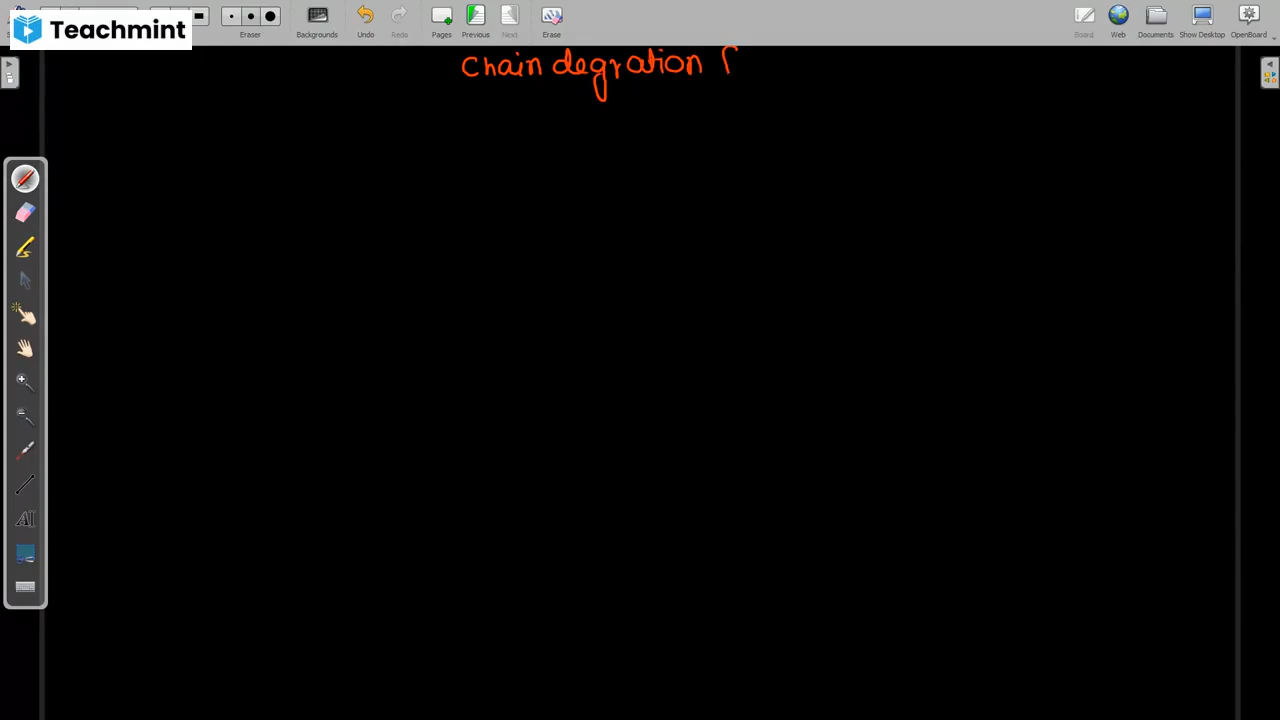 Teachmint
Eraser
Backgrounds
Undo
Redo
Pages
Previous
Next
Erase
Board
Web
Documents
Show Desktop
OpenBoard
Chain degration